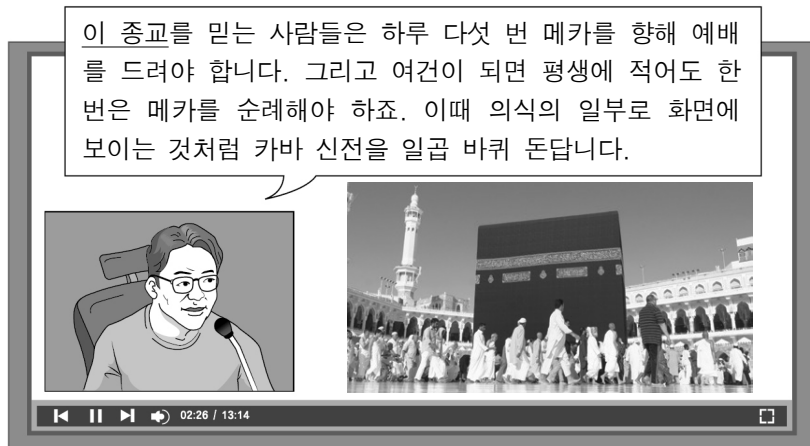 이 종교를 믿는 사람들은 하루 다섯 번 메카를 향해 예배
를 드려야 합니다. 그리고 여건이 되면 평생에 적어도 한
번은 메카를 순례해야 하죠. 이때 의식의 일부로 화면에
보이는 것처럼 카바 신전을 일곱 바퀴 돈답니다.
02:26 / 13:14